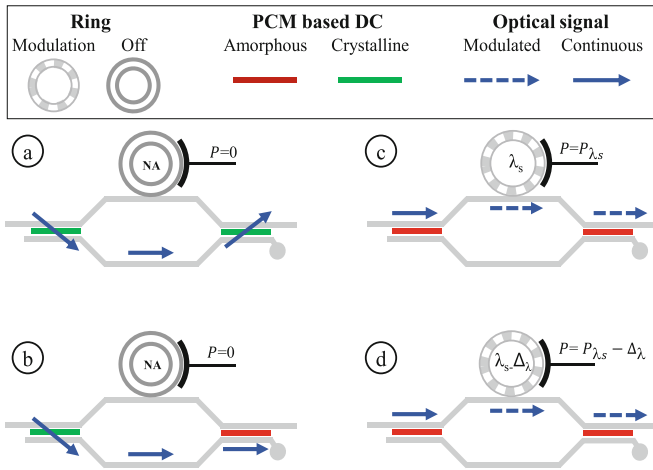 Ring PCM based DC Optical signal
Modulation Off Amorphous Crystalline Modulated Continuous
a NA P=0
c λs P=Pλs
b NA P=0
d λs-Δλ P= Pλs − Δλ